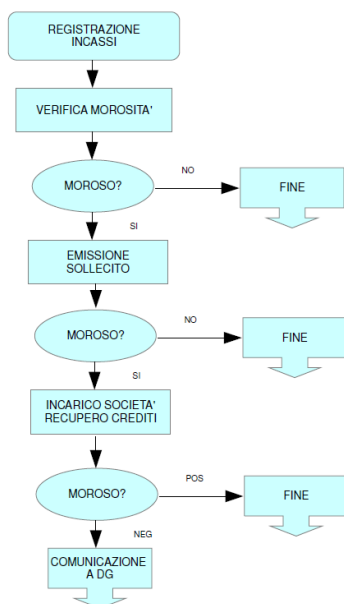 REGISTRAZIONE
INCASSI
VERIFICA MOROSITA'
MOROSO?
NO
FINE
SI
EMISSIONE
SOLLECITO
MOROSO?
NO
FINE
SI
INCARICO SOCIETA'
RECUPERO CREDITI
MOROSO?
POS
FINE
NEG
COMUNICAZIONE
A DG